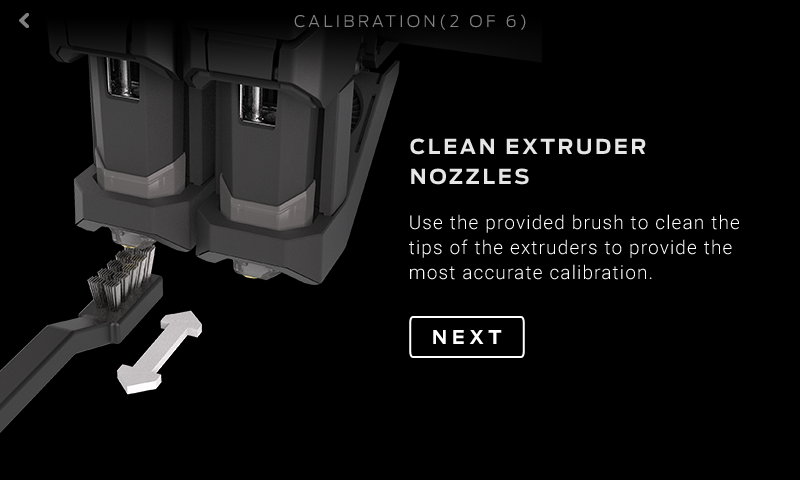 CALIBRATION(2 OF 6)
CLEAN EXTRUDER
NOZZLES
Use the provided brush to clean the
tips of the extruders to provide the
most accurate calibration.
NEXT